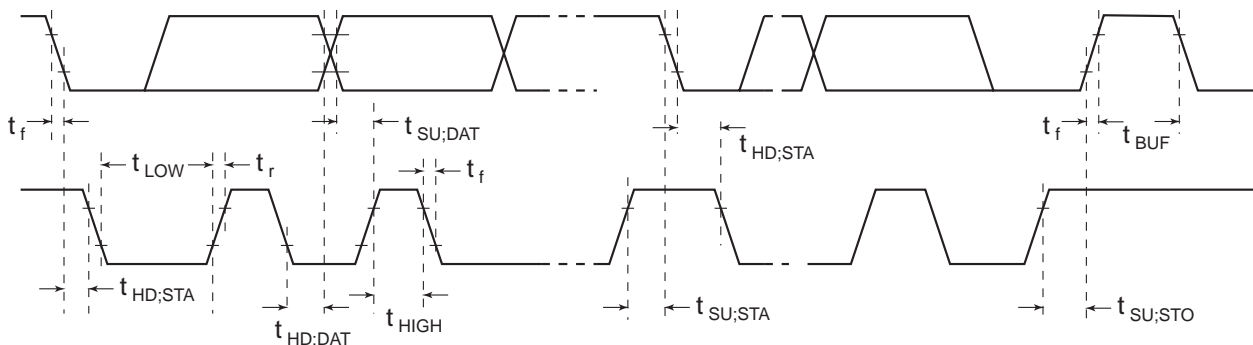 t f
t SU;DAT
t HD;STA
t f
t BUF
t LOW
t r
t f
t HD;STA
t HD;DAT
t HIGH
t SU;STA
t SU;STO